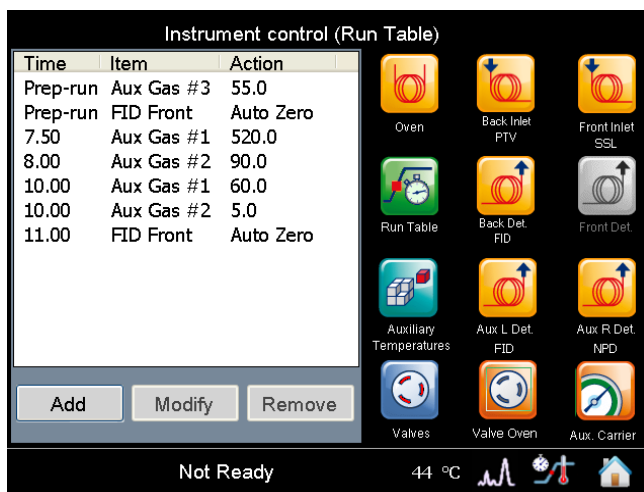 Instrument control (Run Table)
Time Item Action
Prep-run Aux Gas #3 55.0
Prep-run FID Front Auto Zero
7.50 Aux Gas #1 520.0
8.00 Aux Gas #2 90.0
10.00 Aux Gas #1 60.0
10.00 Aux Gas #2 5.0
11.00 FID Front Auto Zero
Add Modify Remove
Oven
Back Inlet
PTV
Front Inlet
SSL
Run Table
Back Det.
FID
Front Det.
Auxiliary
Temperatures
Aux L Det.
FID
Aux R Det.
NPD
Valves
Valve Oven
Aux. Carrier
Not Ready 44 °C